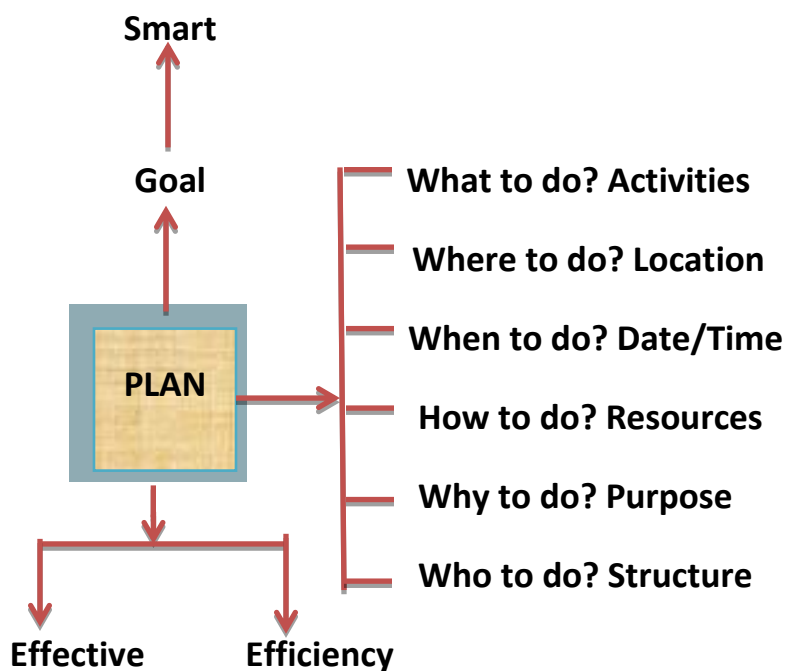 Smart
Goal
What to do? Activities
Where to do? Location
When to do? Date/Time
PLAN
How to do? Resources
Why to do? Purpose
Who to do? Structure
Effective
Efficiency